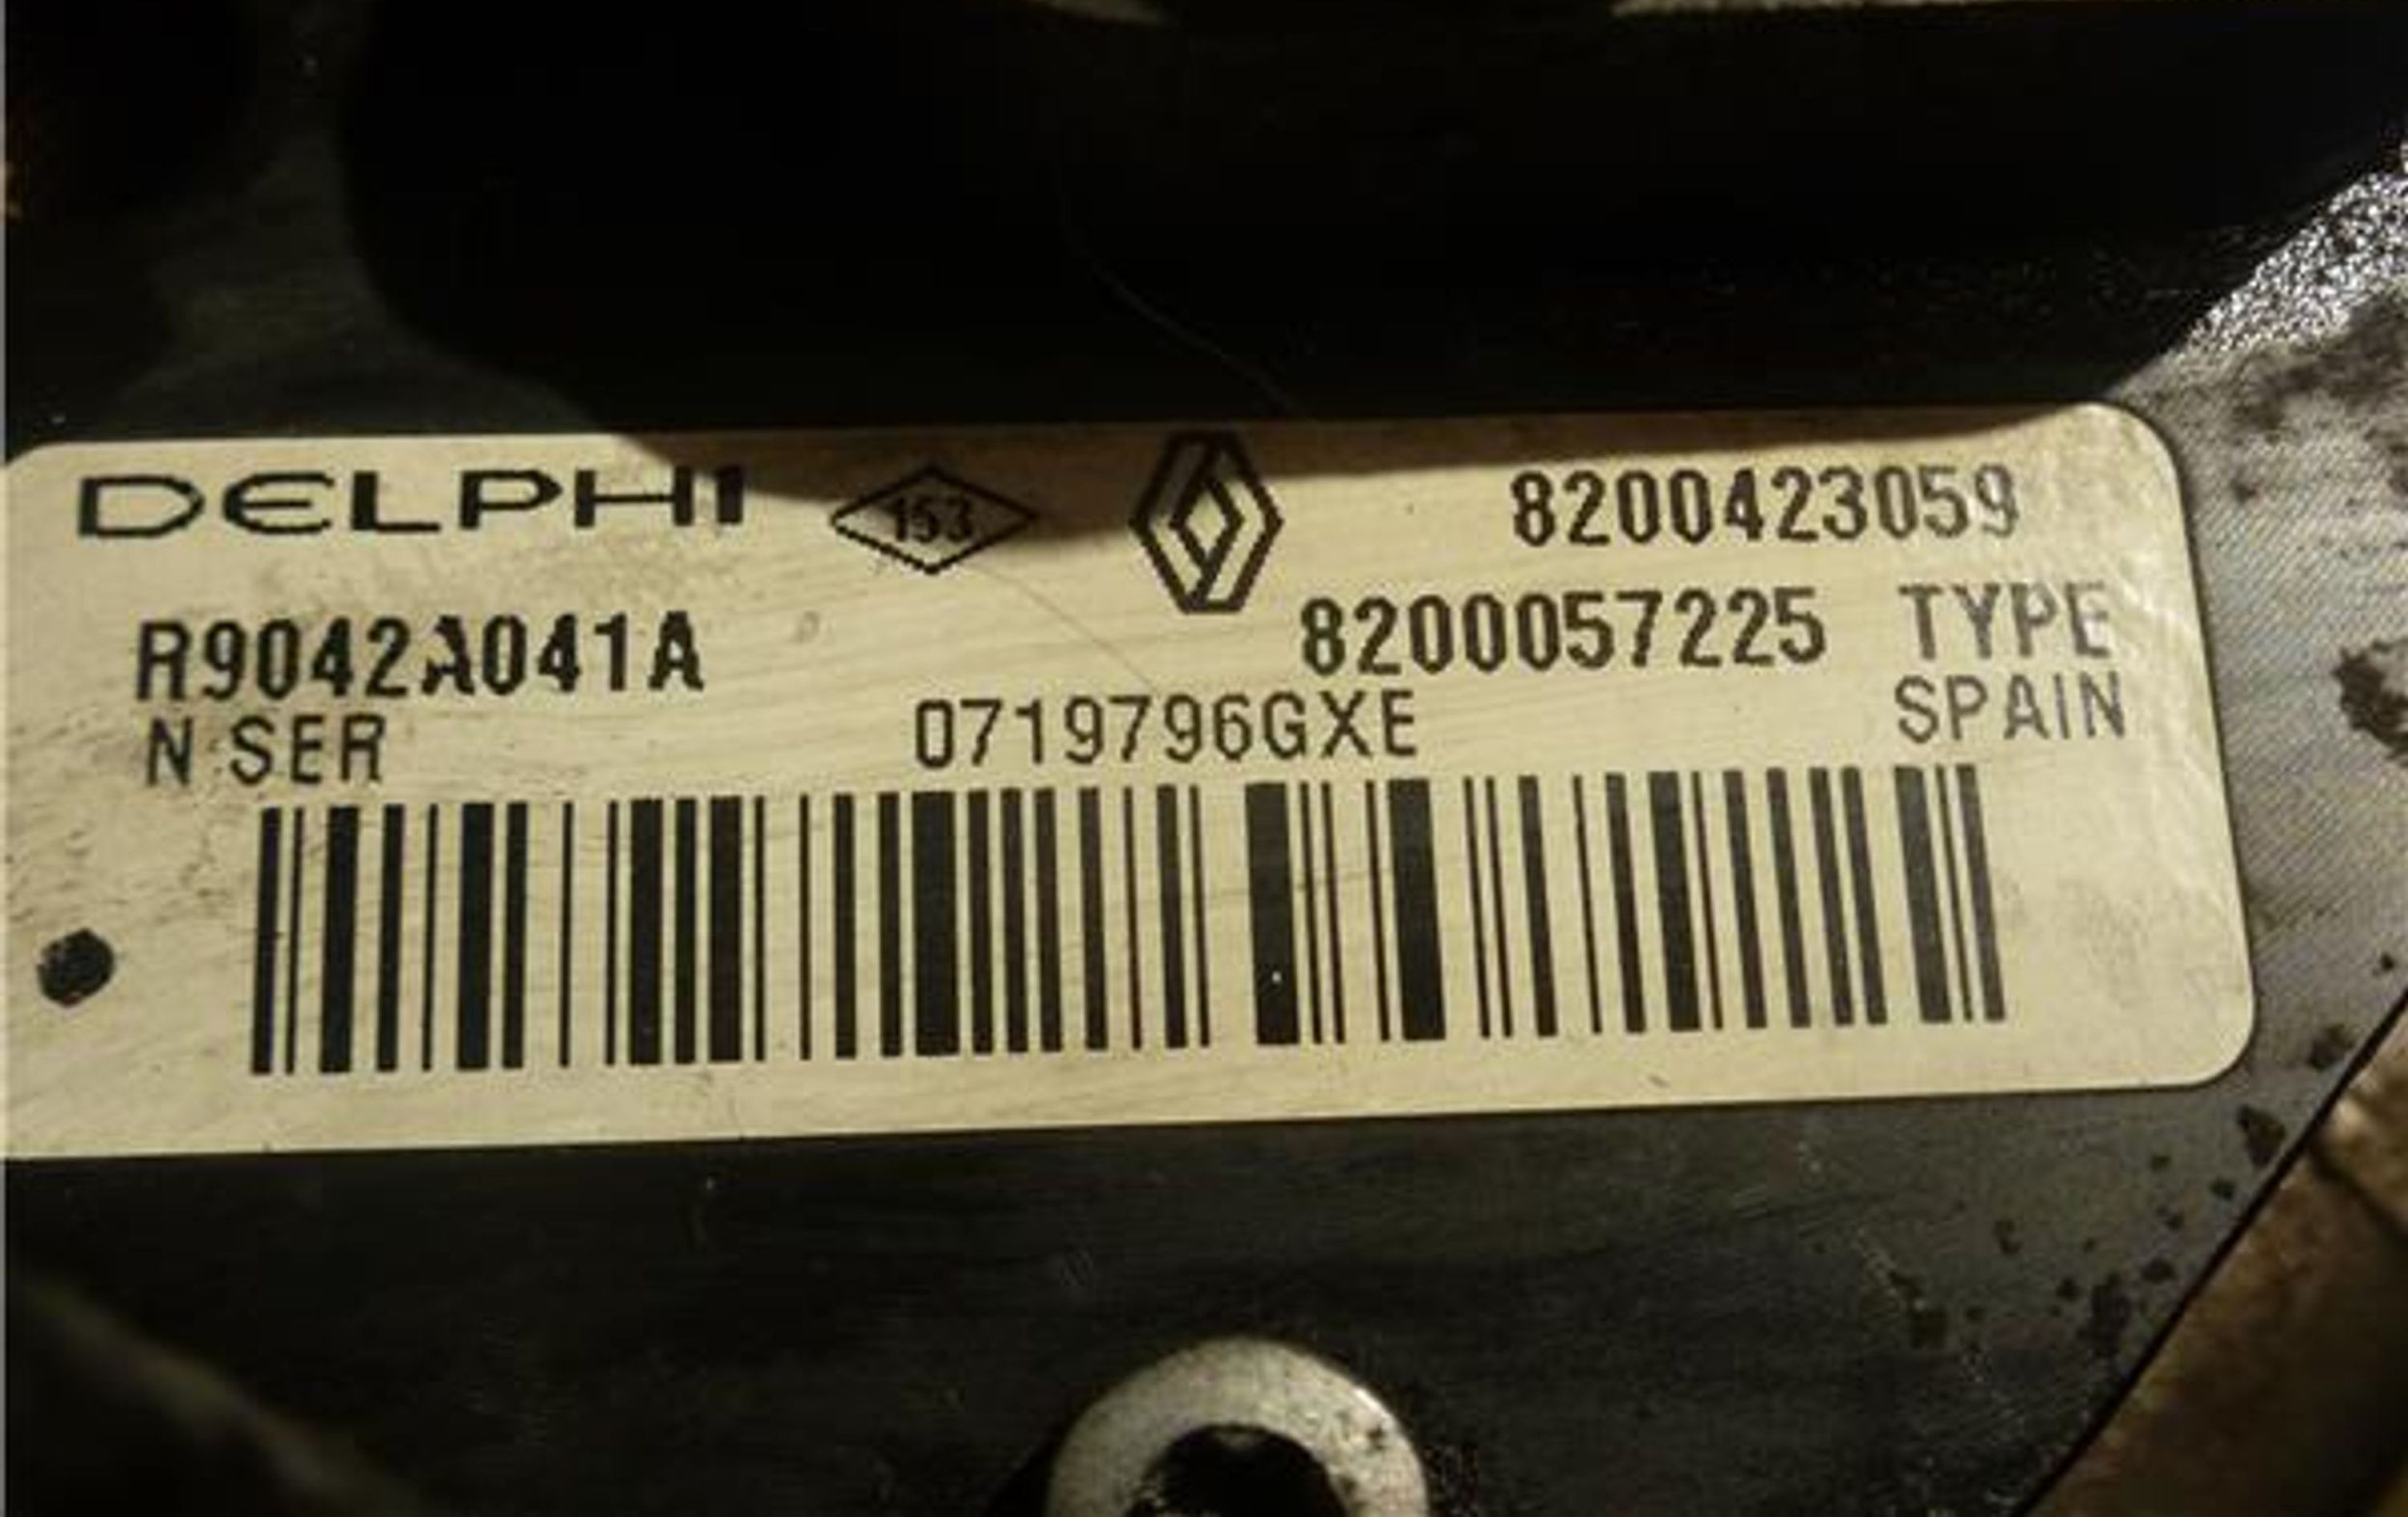 DELPHI 153 8200423059
R9042A041A 8200057225 TYPE
N SER 0719796GXE SPAIN